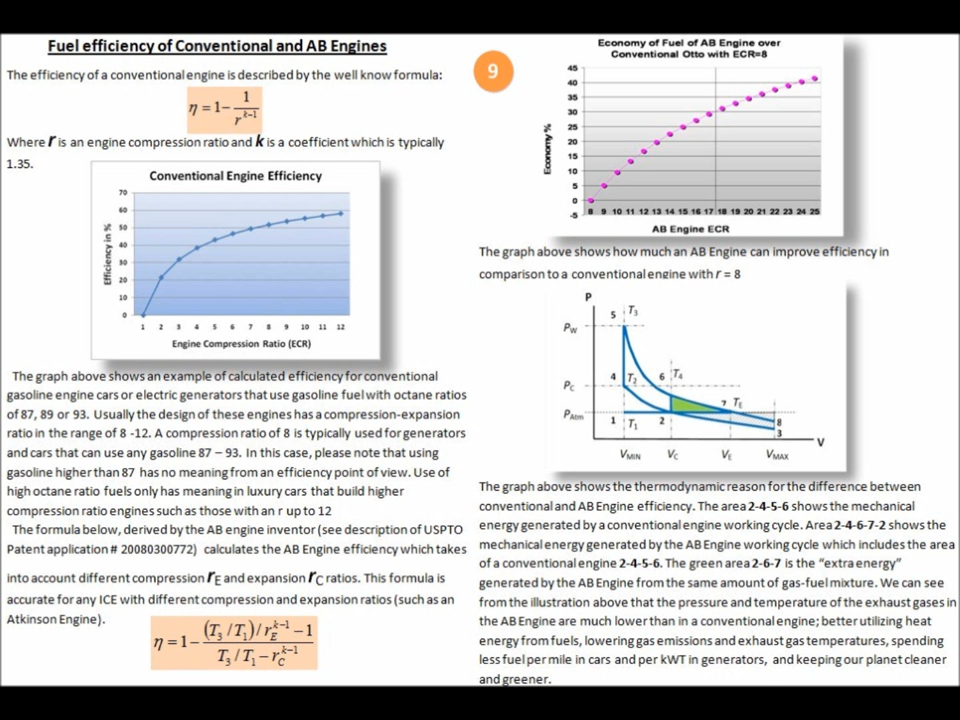 Fuel efficiency of Conventional and AB Engines
The efficiency of a conventional engine is described by the well know formula:
η = 1 − 1 / r^(k−1)
Where r is an engine compression ratio and k is a coefficient which is typically
1.35.
Conventional Engine Efficiency
Efficiency in %
70
60
50
40
30
20
10
0
1 2 3 4 5 6 7 8 9 10 11 12
Engine Compression Ratio (ECR)
The graph above shows an example of calculated efficiency for conventional
gasoline engine cars or electric generators that use gasoline fuel with octane ratios
of 87, 89 or 93. Usually the design of these engines has a compression-expansion
ratio in the range of 8 -12. A compression ratio of 8 is typically used for generators
and cars that can use any gasoline 87 – 93. In this case, please note that using
gasoline higher than 87 has no meaning from an efficiency point of view. Use of
high octane ratio fuels only has meaning in luxury cars that build higher
compression ratio engines such as those with an r up to 12
The formula below, derived by the AB engine inventor (see description of USPTO
Patent application # 20080300772) calculates the AB Engine efficiency which takes
into account different compression rE and expansion rC ratios. This formula is
accurate for any ICE with different compression and expansion ratios (such as an
Atkinson Engine).
η = 1 − ((T3 / T1) / rE^(k−1) − 1) / (T3 / T1 − rC^(k−1))
9
Economy of Fuel of AB Engine over
Conventional Otto with ECR=8
Economy %
45
40
35
30
25
20
15
10
5
0
-5
8 9 10 11 12 13 14 15 16 17 18 19 20 21 22 23 24 25
AB Engine ECR
The graph above shows how much an AB Engine can improve efficiency in
comparison to a conventional engine with r = 8
P
5 T3
PW
4 T2 6 T4
PC
7 TE
PAtm
1 T1 2 8
3
V
VMIN VC VE VMAX
The graph above shows the thermodynamic reason for the difference between
conventional and AB Engine efficiency. The area 2-4-5-6 shows the mechanical
energy generated by a conventional engine working cycle. Area 2-4-6-7-2 shows the
mechanical energy generated by the AB Engine working cycle which includes the area
of a conventional engine 2-4-5-6. The green area 2-6-7 is the “extra energy”
generated by the AB Engine from the same amount of gas-fuel mixture. We can see
from the illustration above that the pressure and temperature of the exhaust gases in
the AB Engine are much lower than in a conventional engine; better utilizing heat
energy from fuels, lowering gas emissions and exhaust gas temperatures, spending
less fuel per mile in cars and per kWT in generators, and keeping our planet cleaner
and greener.